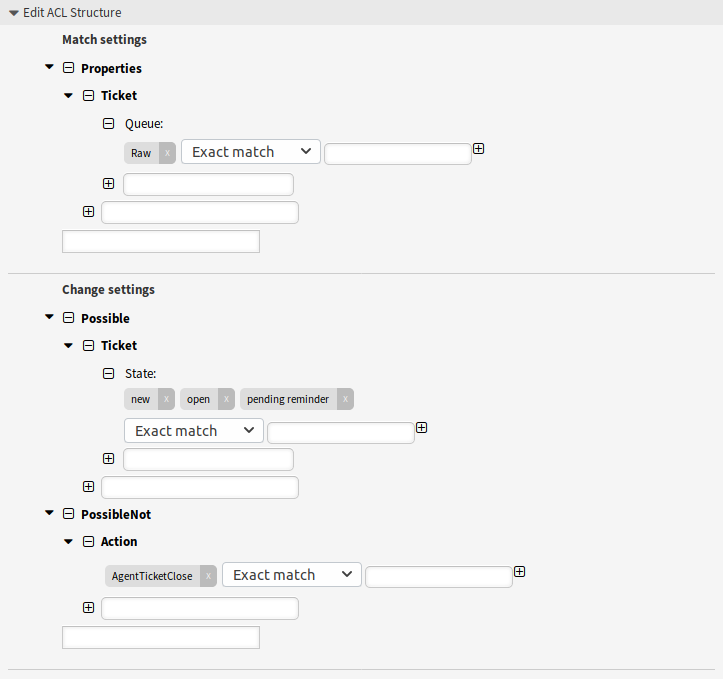 Edit ACL Structure
Match settings
Properties
Ticket
Queue:
Raw x Exact match
Change settings
Possible
Ticket
State:
new x open x pending reminder x
Exact match
PossibleNot
Action
AgentTicketClose x Exact match